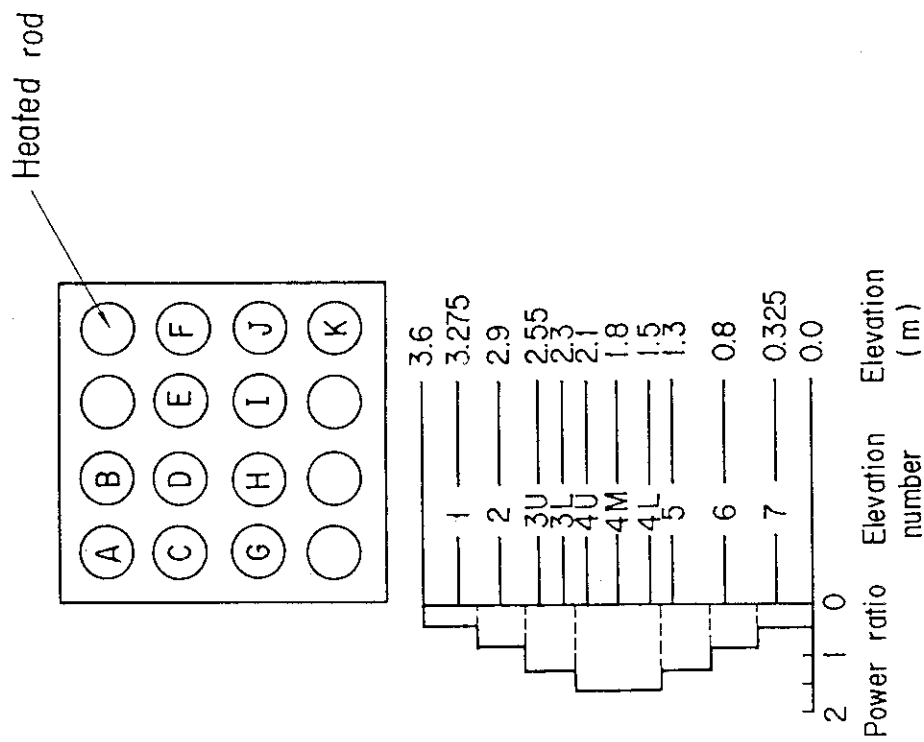 Heated rod
A B
C D E F
G H I J
K
3.6
1 3.275
2 2.9
3U 2.55
3L 2.3
4U 2.1
4M 1.8
4L 1.5
5 1.3
6 0.8
7 0.325
0.0
2 1 0
Power ratio Elevation Elevation
number (m)